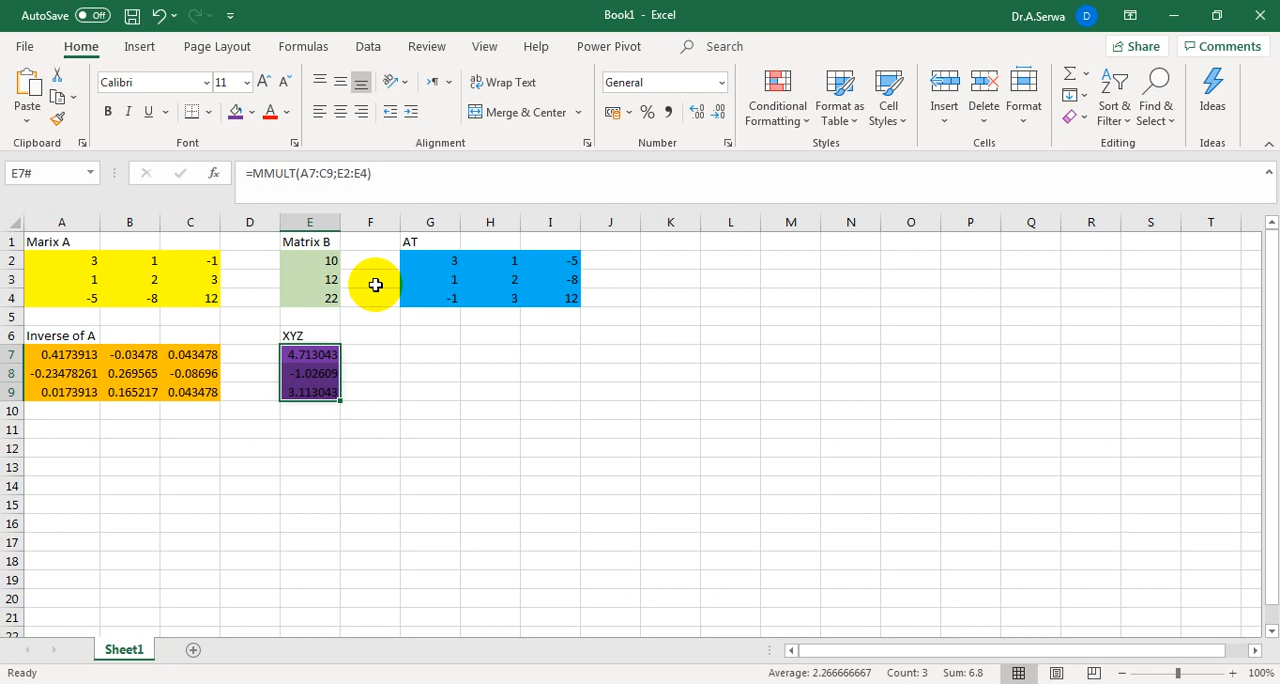 AutoSave Off Book1 - Excel Dr.A.Serwa D
File Home Insert Page Layout Formulas Data Review View Help Power Pivot Search Share Comments
Paste Calibri 11 A A Wrap Text General Conditional Formatting Format as Table Cell Styles Insert Delete Format Sort & Filter Find & Select Ideas
B I U A Merge & Center % ,
Clipboard Font Alignment Number Styles Cells Editing Ideas
E7# fx =MMULT(A7:C9;E2:E4)
A B C D E F G H I J K L M N O P Q R S T
1 Marix A Matrix B AT
2 3 1 -1 10 3 1 -5
3 1 2 3 12 1 2 -8
4 -5 -8 12 22 -1 3 12
5
6 Inverse of A XYZ
7 0.4173913 -0.03478 0.043478 4.713043
8 -0.23478261 0.269565 -0.08696 -1.02609
9 0.0173913 0.165217 0.043478 3.113043
10
11
12
13
14
15
16
17
18
19
20
21
22
Sheet1
Ready Average: 2.266666667 Count: 3 Sum: 6.8 100%